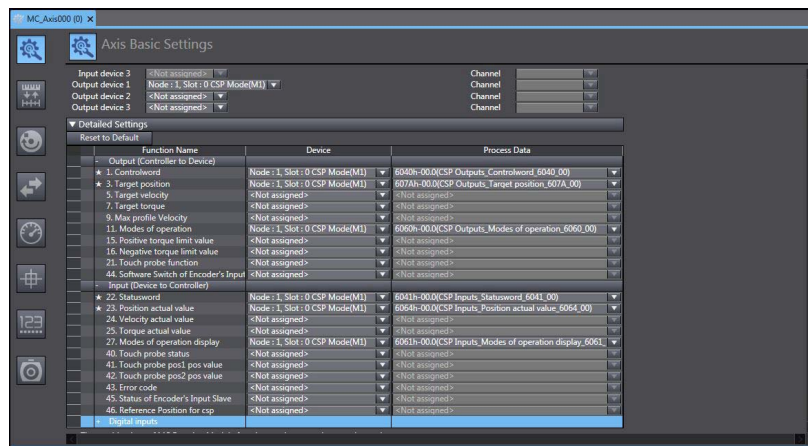 MC_Axis000 (0) ×
Axis Basic Settings
Input device 3 <Not assigned> Channel
Output device 1 Node : 1, Slot : 0 CSP Mode(M1) Channel
Output device 2 <Not assigned> Channel
Output device 3 <Not assigned> Channel
▼ Detailed Settings
Reset to Default
Function Name Device Process Data
- Output (Controller to Device)
★ 1. Controlword Node : 1, Slot : 0 CSP Mode(M1) 6040h-00.0(CSP Outputs_Controlword_6040_00)
★ 3. Target position Node : 1, Slot : 0 CSP Mode(M1) 607Ah-00.0(CSP Outputs_Target position_607A_00)
5. Target velocity <Not assigned> <Not assigned>
7. Target torque <Not assigned> <Not assigned>
9. Max profile Velocity <Not assigned> <Not assigned>
11. Modes of operation Node : 1, Slot : 0 CSP Mode(M1) 6060h-00.0(CSP Outputs_Modes of operation_6060_00)
15. Positive torque limit value <Not assigned> <Not assigned>
16. Negative torque limit value <Not assigned> <Not assigned>
21. Touch probe function <Not assigned> <Not assigned>
44. Software Switch of Encoder's Input <Not assigned> <Not assigned>
- Input (Device to Controller)
★ 22. Statusword Node : 1, Slot : 0 CSP Mode(M1) 6041h-00.0(CSP Inputs_Statusword_6041_00)
★ 23. Position actual value Node : 1, Slot : 0 CSP Mode(M1) 6064h-00.0(CSP Inputs_Position actual value_6064_00)
24. Velocity actual value <Not assigned> <Not assigned>
25. Torque actual value <Not assigned> <Not assigned>
27. Modes of operation display Node : 1, Slot : 0 CSP Mode(M1) 6061h-00.0(CSP Inputs_Modes of operation display_6061_
40. Touch probe status <Not assigned> <Not assigned>
41. Touch probe pos1 pos value <Not assigned> <Not assigned>
42. Touch probe pos2 pos value <Not assigned> <Not assigned>
43. Error code <Not assigned> <Not assigned>
45. Status of Encoder's Input Slave <Not assigned> <Not assigned>
46. Reference Position for csp <Not assigned> <Not assigned>
+ Digital inputs
123